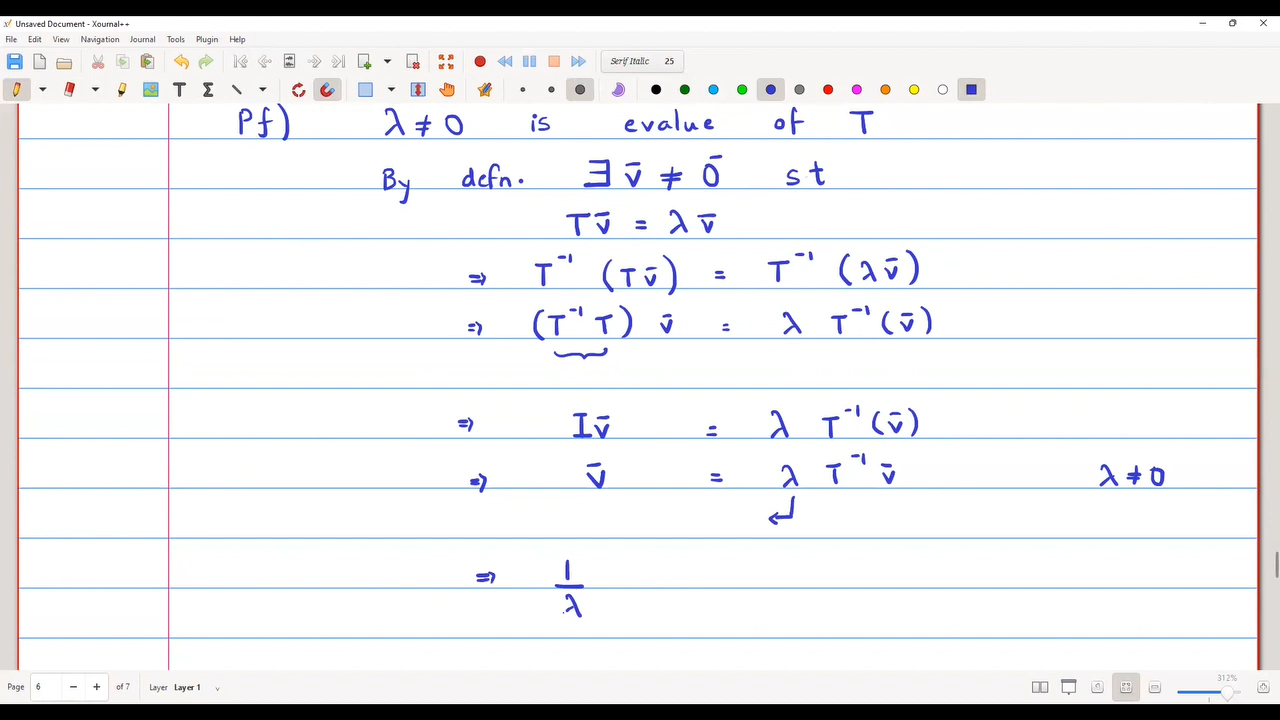 Unsaved Document - Xournal++
File Edit View Navigation Journal Tools Plugin Help
Serif Italic 25
Pf) λ ≠ 0 is evalue of T
By defn. ∃ v̄ ≠ 0̄ st
Tv̄ = λv̄
⇒ T⁻¹ (Tv̄) = T⁻¹ (λv̄)
⇒ (T⁻¹ T) v̄ = λ T⁻¹(v̄)
⇒ Iv̄ = λ T⁻¹(v̄)
⇒ v̄ = λ T⁻¹ v̄ λ ≠ 0
⇒ 1/λ
Page 6 of 7 Layer Layer 1 312%